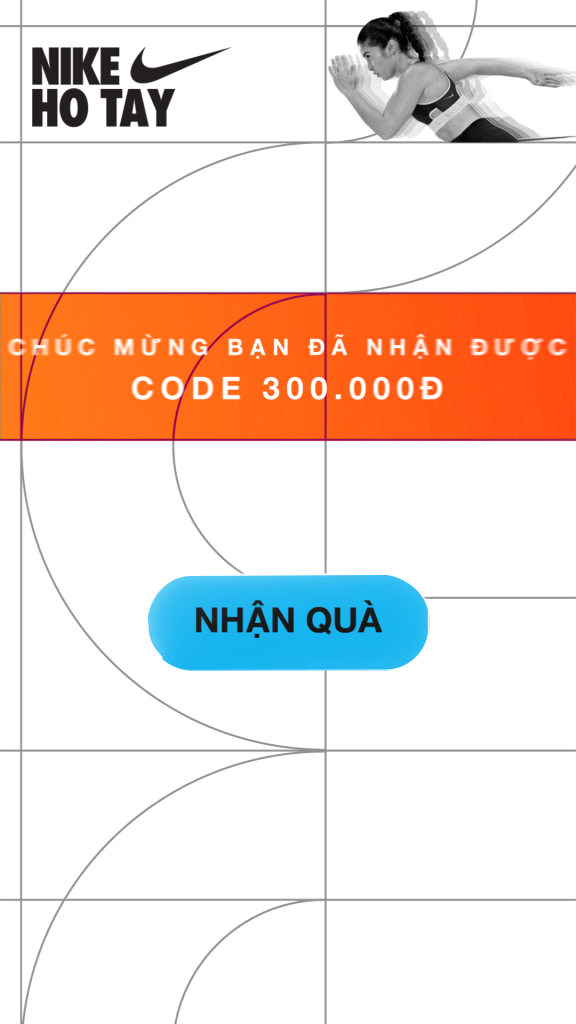 NIKE
HO TAY
CHÚC MỪNG BẠN ĐÃ NHẬN ĐƯỢC
CODE 300.000Đ
NHẬN QUÀ